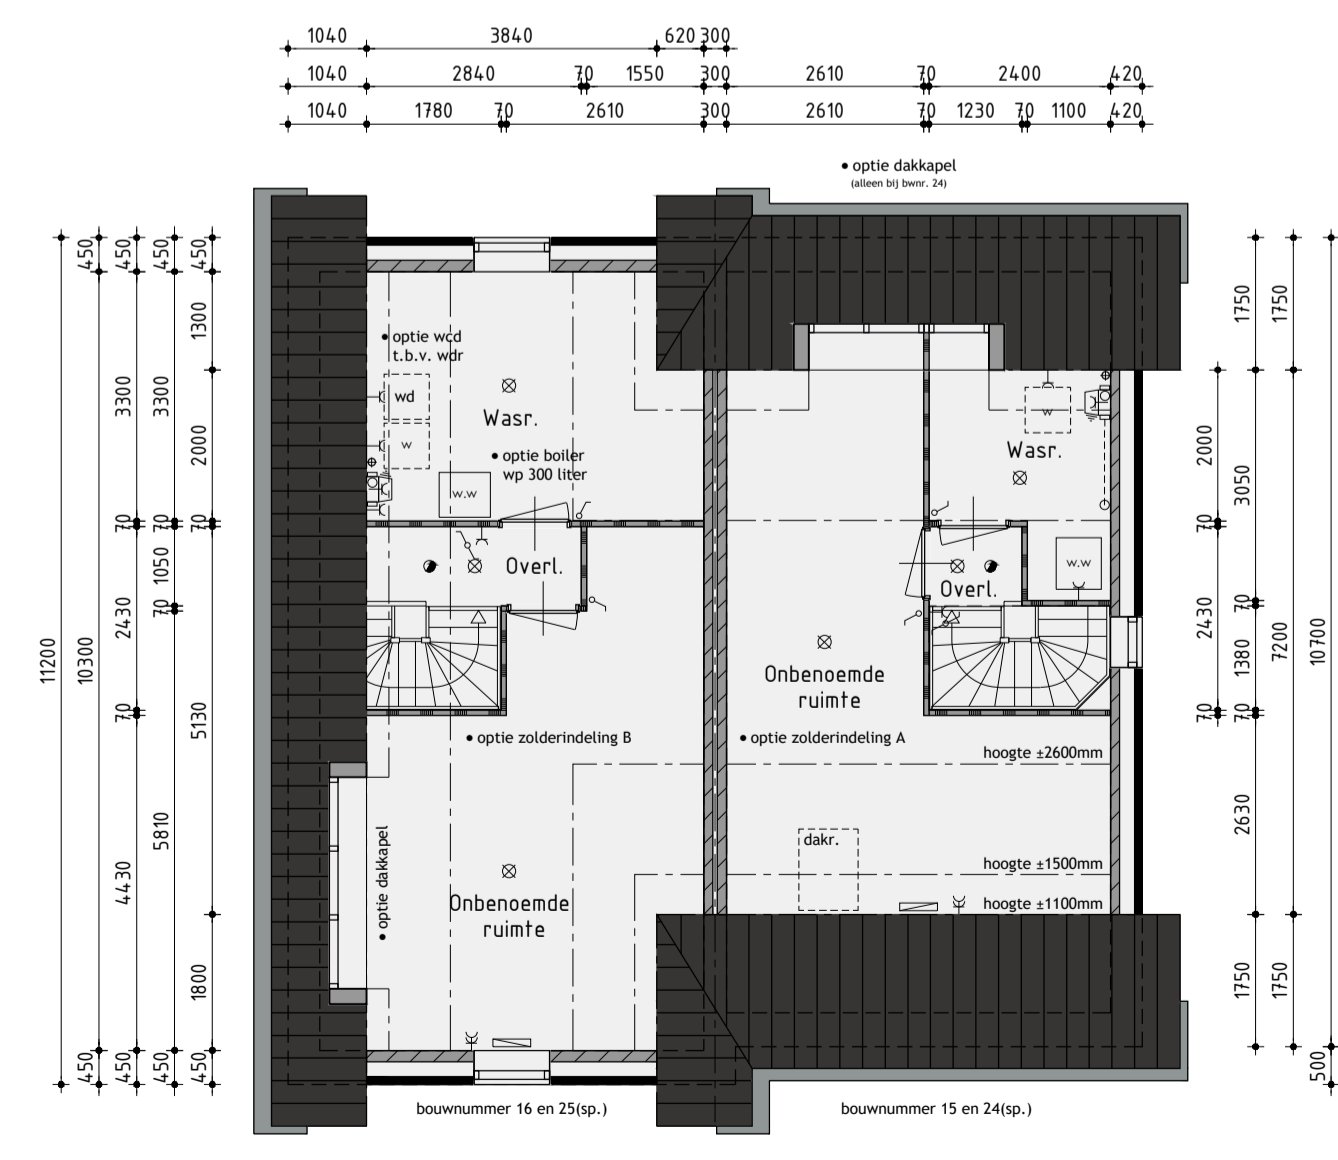 1040 3840 620 300
1040 2840 70 1550 300 2610 70 2400 420
1040 1780 70 2610 300 2610 70 1230 70 1100 420
• optie dakkapel
(alleen bij bwnr. 24)
450 450 450 450 450
1300
1750 1750
• optie wcd
t.b.v. wdr
wd
w
3300 3300
2000
Wasr.
• optie boiler
wp 300 liter
w.w
w
Wasr.
2000
3050
70 70 70
70
1050
70
2430
Overl.
w.w
Overl.
70
2430
1380
7200
10700
11200
10300
70
5130
Onbenoemde
ruimte
70 70
• optie zolderindeling B
• optie zolderindeling A
hoogte ±2600mm
5810
4430
2630
dakr.
hoogte ±1500mm
• optie dakkapel
Onbenoemde
ruimte
hoogte ±1100mm
1800
1750 1750
450 450 450 450
500
bouwnummer 16 en 25(sp.)
bouwnummer 15 en 24(sp.)